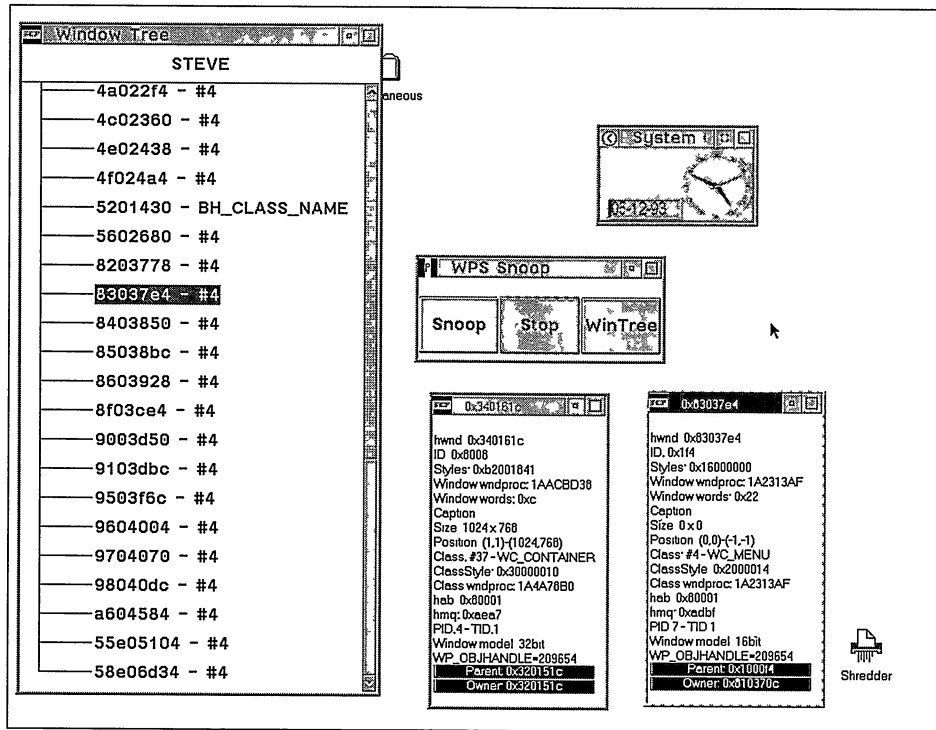 Window Tree
STEVE
4a022f4 - #4
4c02360 - #4
4e02438 - #4
4f024a4 - #4
5201430 - BH_CLASS_NAME
5602680 - #4
8203778 - #4
83037e4 - #4
8403850 - #4
85038bc - #4
8603928 - #4
8f03ce4 - #4
9003d50 - #4
9103dbc - #4
9503f6c - #4
9604004 - #4
9704070 - #4
98040dc - #4
a604584 - #4
55e05104 - #4
58e06d34 - #4
aneous
System
05-12-93
WPS Snoop
Snoop
Stop
WinTree
0x340161c
hwnd 0x340161c
ID 0x8008
Styles: 0xb2001841
Window wndproc: 1AACBD38
Window words: 0xc
Caption
Size 1024 x 768
Position (1,1)-(1024,768)
Class. #37 - WC_CONTAINER
ClassStyle: 0x30000010
Class wndproc: 1A4A78B0
hab 0x80001
hmq: 0xaea7
PID.4 - TID.1
Window model 32bit
WP_OBJHANDLE=209654
Parent 0x320151c
Owner 0x320151c
0x83037e4
hwnd 0x83037e4
ID. 0x1f4
Styles: 0x16000000
Window wndproc: 1A2313AF
Window words: 0x22
Caption
Size 0 x 0
Position (0,0)-(-1,-1)
Class: #4 - WC_MENU
ClassStyle 0x2000014
Class wndproc: 1A2313AF
hab 0x80001
hmq: 0xadbf
PID 7 - TID 1
Window model 16bit
WP_OBJHANDLE=209654
Parent: 0x100f4
Owner: 0x810370c
Shredder